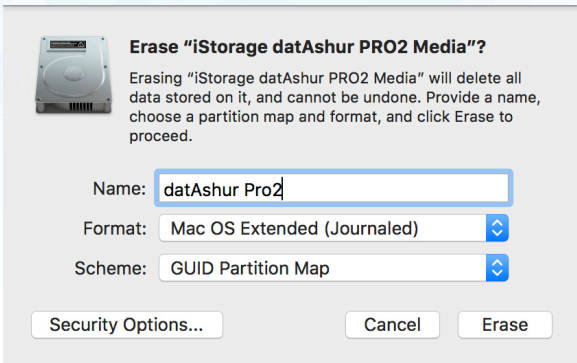 Erase “iStorage datAshur PRO2 Media”?
Erasing “iStorage datAshur PRO2 Media” will delete all
data stored on it, and cannot be undone. Provide a name,
choose a partition map and format, and click Erase to
proceed.
Name: datAshur Pro2
Format: Mac OS Extended (Journaled)
Scheme: GUID Partition Map
Security Options... Cancel Erase